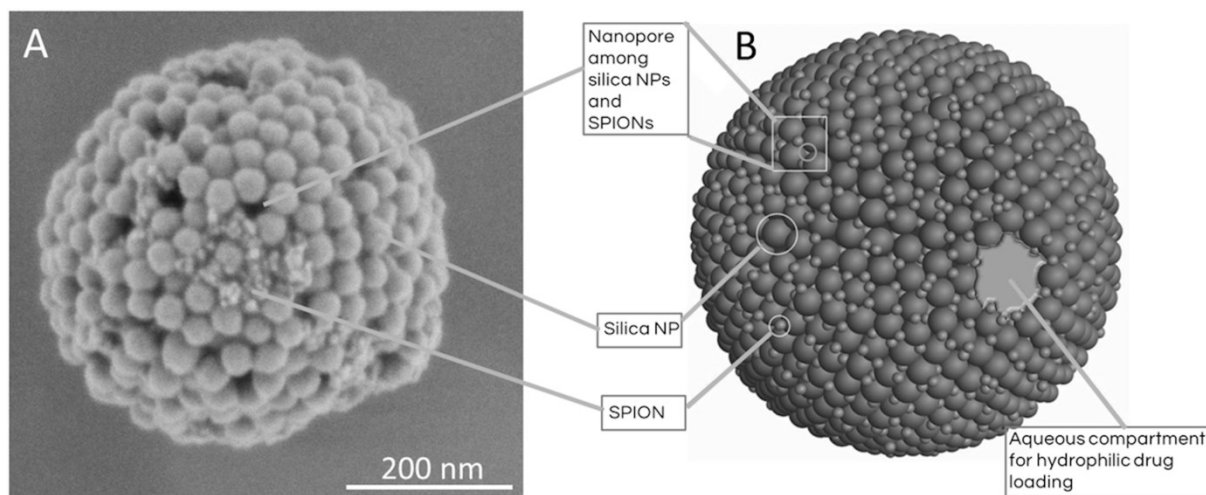 A
200 nm
Nanopore
among
silica NPs
and
SPIONs
Silica NP
SPION
B
Aqueous compartment
for hydrophilic drug
loading